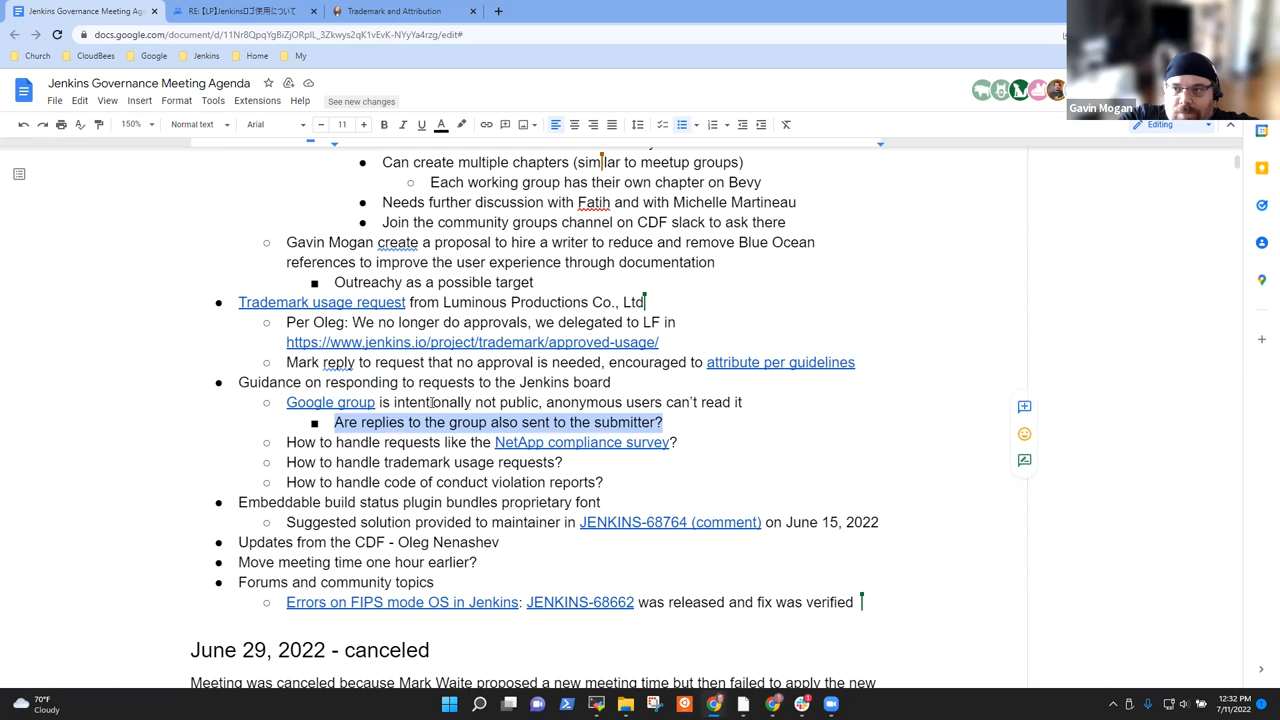 Jenkins Governance Meeting Age
RE:【LP】Jenkinsロゴ使用について
Trademark and Attribution
docs.google.com/document/d/11Nr8QpqYgBiZjORplL_3Zkwys2qK1vEvK-NYyYa4rzg/edit#
Church CloudBees Google Jenkins Home My
Gavin Mogan
Jenkins Governance Meeting Agenda
File Edit View Insert Format Tools Extensions Help See new changes
150% Normal text Arial 11 Editing
Can create multiple chapters (similar to meetup groups)
Each working group has their own chapter on Bevy
Needs further discussion with Fatih and with Michelle Martineau
Join the community groups channel on CDF slack to ask there
Gavin Mogan create a proposal to hire a writer to reduce and remove Blue Ocean
references to improve the user experience through documentation
Outreachy as a possible target
Trademark usage request from Luminous Productions Co., Ltd
Per Oleg: We no longer do approvals, we delegated to LF in
https://www.jenkins.io/project/trademark/approved-usage/
Mark reply to request that no approval is needed, encouraged to attribute per guidelines
Guidance on responding to requests to the Jenkins board
Google group is intentionally not public, anonymous users can't read it
Are replies to the group also sent to the submitter?
How to handle requests like the NetApp compliance survey?
How to handle trademark usage requests?
How to handle code of conduct violation reports?
Embeddable build status plugin bundles proprietary font
Suggested solution provided to maintainer in JENKINS-68764 (comment) on June 15, 2022
Updates from the CDF - Oleg Nenashev
Move meeting time one hour earlier?
Forums and community topics
Errors on FIPS mode OS in Jenkins: JENKINS-68662 was released and fix was verified
June 29, 2022 - canceled
Meeting was canceled because Mark Waite proposed a new meeting time but then failed to apply the new
70°F
Cloudy
12:32 PM
7/11/2022